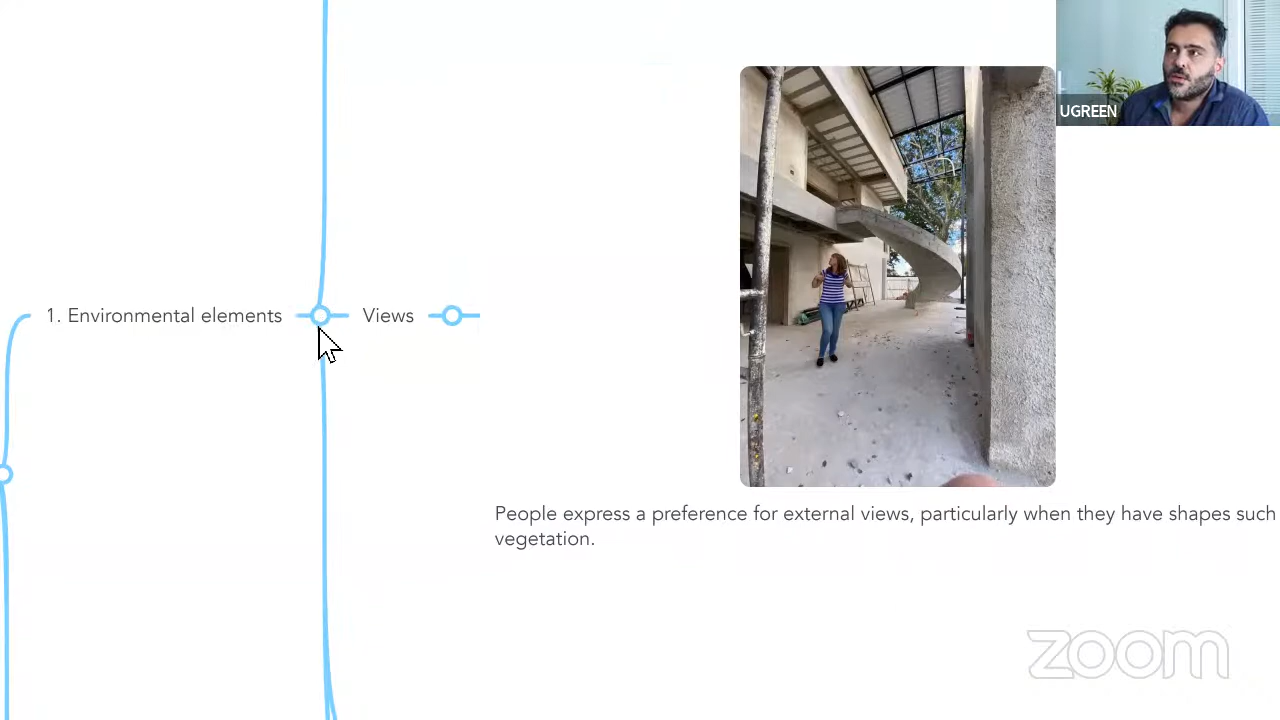 UGREEN
1. Environmental elements
Views
People express a preference for external views, particularly when they have shapes such
vegetation.
zoom